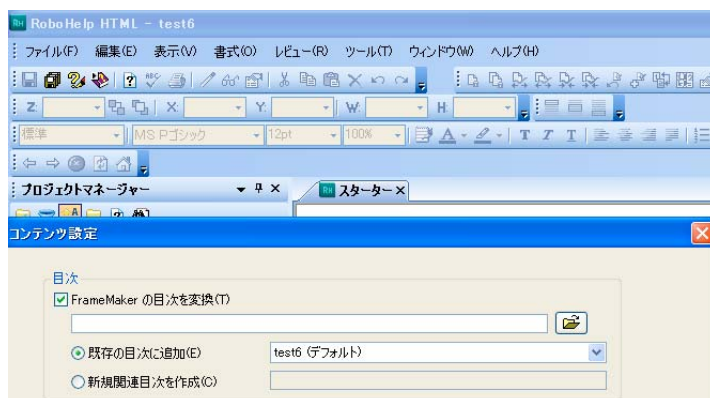 RoboHelp HTML - test6
ファイル(F) 編集(E) 表示(V) 書式(O) レビュー(R) ツール(T) ウィンドウ(W) ヘルプ(H)
Z: X: Y: W: H:
標準 MS Pゴシック 12pt 100%
プロジェクトマネージャー スターター
コンテンツ設定
目次
FrameMaker の目次を変換(T)
既存の目次に追加(E) test6 (デフォルト)
新規関連目次を作成(C)